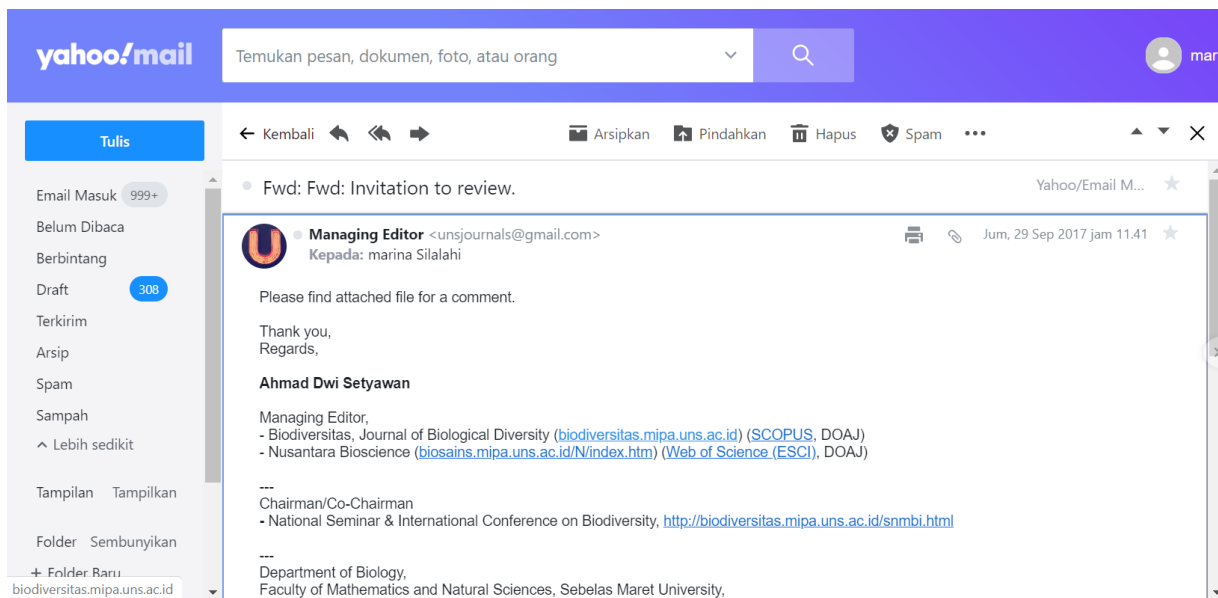 yahoo!mail
Temukan pesan, dokumen, foto, atau orang
mar
Tulis
Kembali
Arsipkan
Pindahkan
Hapus
Spam
Email Masuk 999+
Belum Dibaca
Berbintang
Draft 308
Terkirim
Arsip
Spam
Sampah
Lebih sedikit
Tampilan Tampilkan
Folder Sembunyikan
+ Folder Baru
biodiversitas.mipa.uns.ac.id
Fwd: Fwd: Invitation to review.
Yahoo/Email M...
U
Managing Editor <unsjournals@gmail.com>
Jum, 29 Sep 2017 jam 11.41
Kepada: marina Silalahi
Please find attached file for a comment.
Thank you,
Regards,
Ahmad Dwi Setyawan
Managing Editor,
- Biodiversitas, Journal of Biological Diversity (biodiversitas.mipa.uns.ac.id) (SCOPUS, DOAJ)
- Nusantara Bioscience (biosains.mipa.uns.ac.id/N/index.htm) (Web of Science (ESCI), DOAJ)
---
Chairman/Co-Chairman
- National Seminar & International Conference on Biodiversity, http://biodiversitas.mipa.uns.ac.id/snmbi.html
---
Department of Biology,
Faculty of Mathematics and Natural Sciences, Sebelas Maret University,